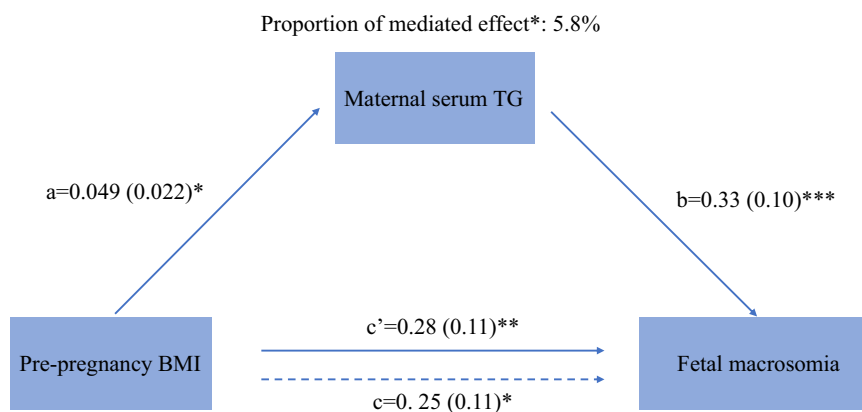 Proportion of mediated effect*: 5.8%
Maternal serum TG
a=0.049 (0.022)*
b=0.33 (0.10)***
c’=0.28 (0.11)**
Pre-pregnancy BMI
Fetal macrosomia
c=0. 25 (0.11)*